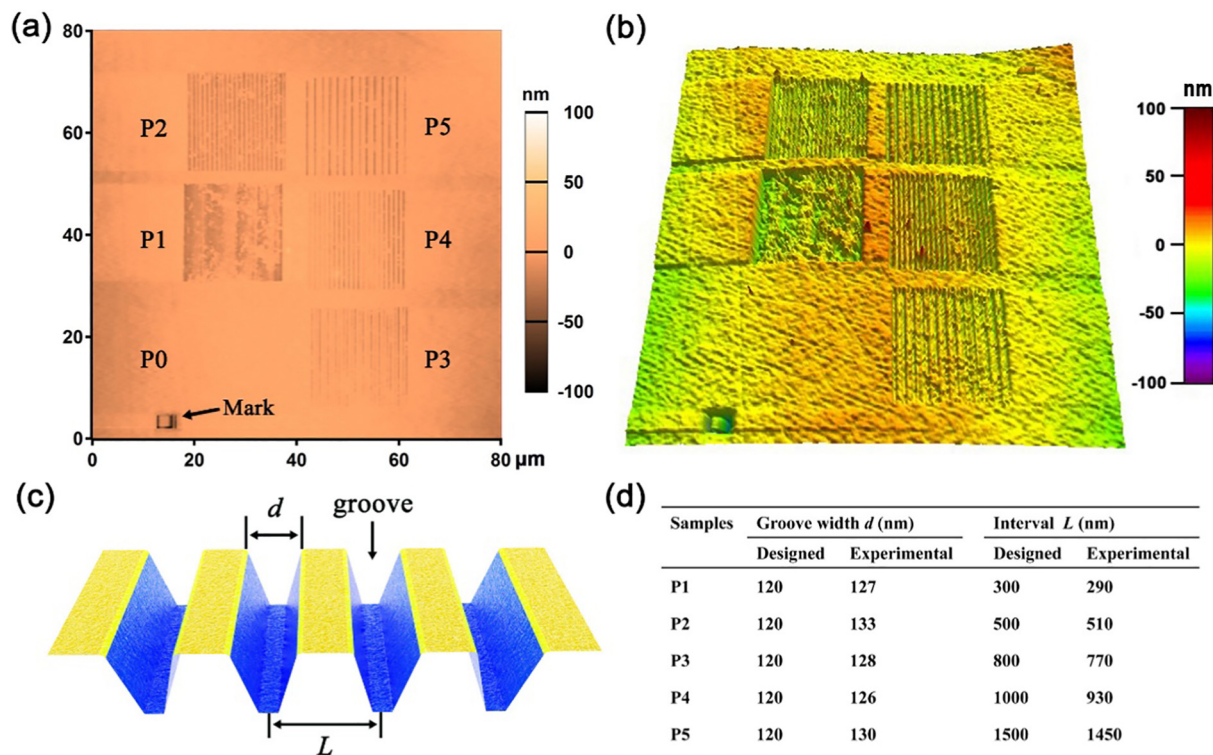 (a)
80
60
40
20
0
0 20 40 60 80 μm
P2
P5
P1
P4
P0
P3
Mark
nm
100
50
0
-50
-100
(b)
nm
100
50
0
-50
-100
(c)
d
groove
L
(d)
Samples Groove width d (nm) Interval L (nm)
Designed Experimental Designed Experimental
P1 120 127 300 290
P2 120 133 500 510
P3 120 128 800 770
P4 120 126 1000 930
P5 120 130 1500 1450